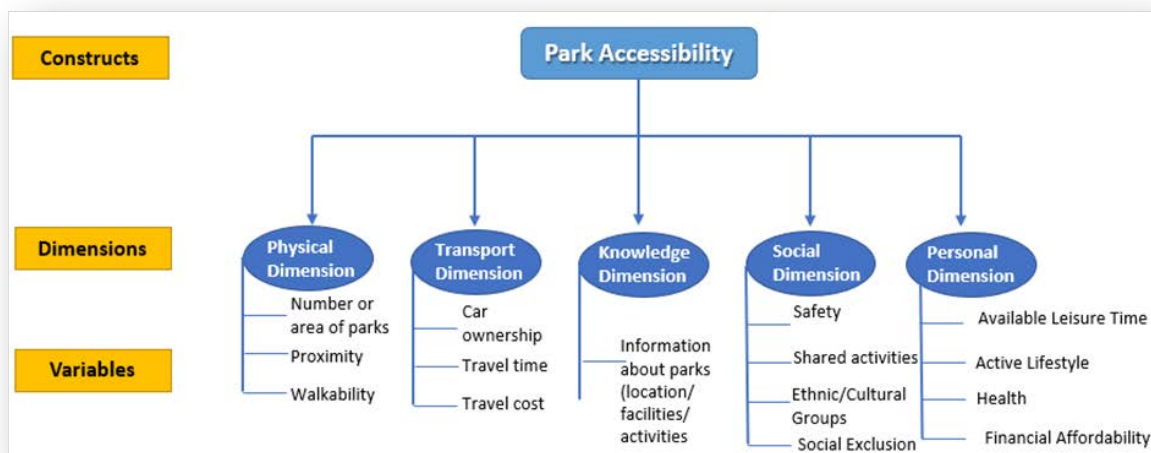 Constructs
Park Accessibility
Dimensions
Physical
Dimension
Transport
Dimension
Knowledge
Dimension
Social
Dimension
Personal
Dimension
Variables
Number or
area of parks
Proximity
Walkability
Car
ownership
Travel time
Travel cost
Information
about parks
(location/
facilities/
activities
Safety
Shared activities
Ethnic/Cultural
Groups
Social Exclusion
Available Leisure Time
Active Lifestyle
Health
Financial Affordability